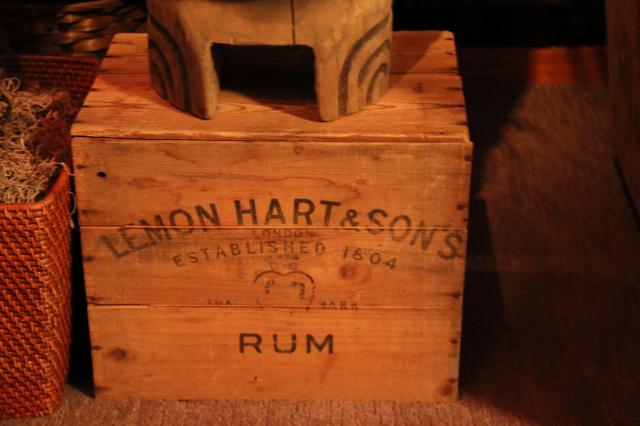 LEMON HART & SON'S
LONDON
ESTABLISHED 1804
MARK
RUM